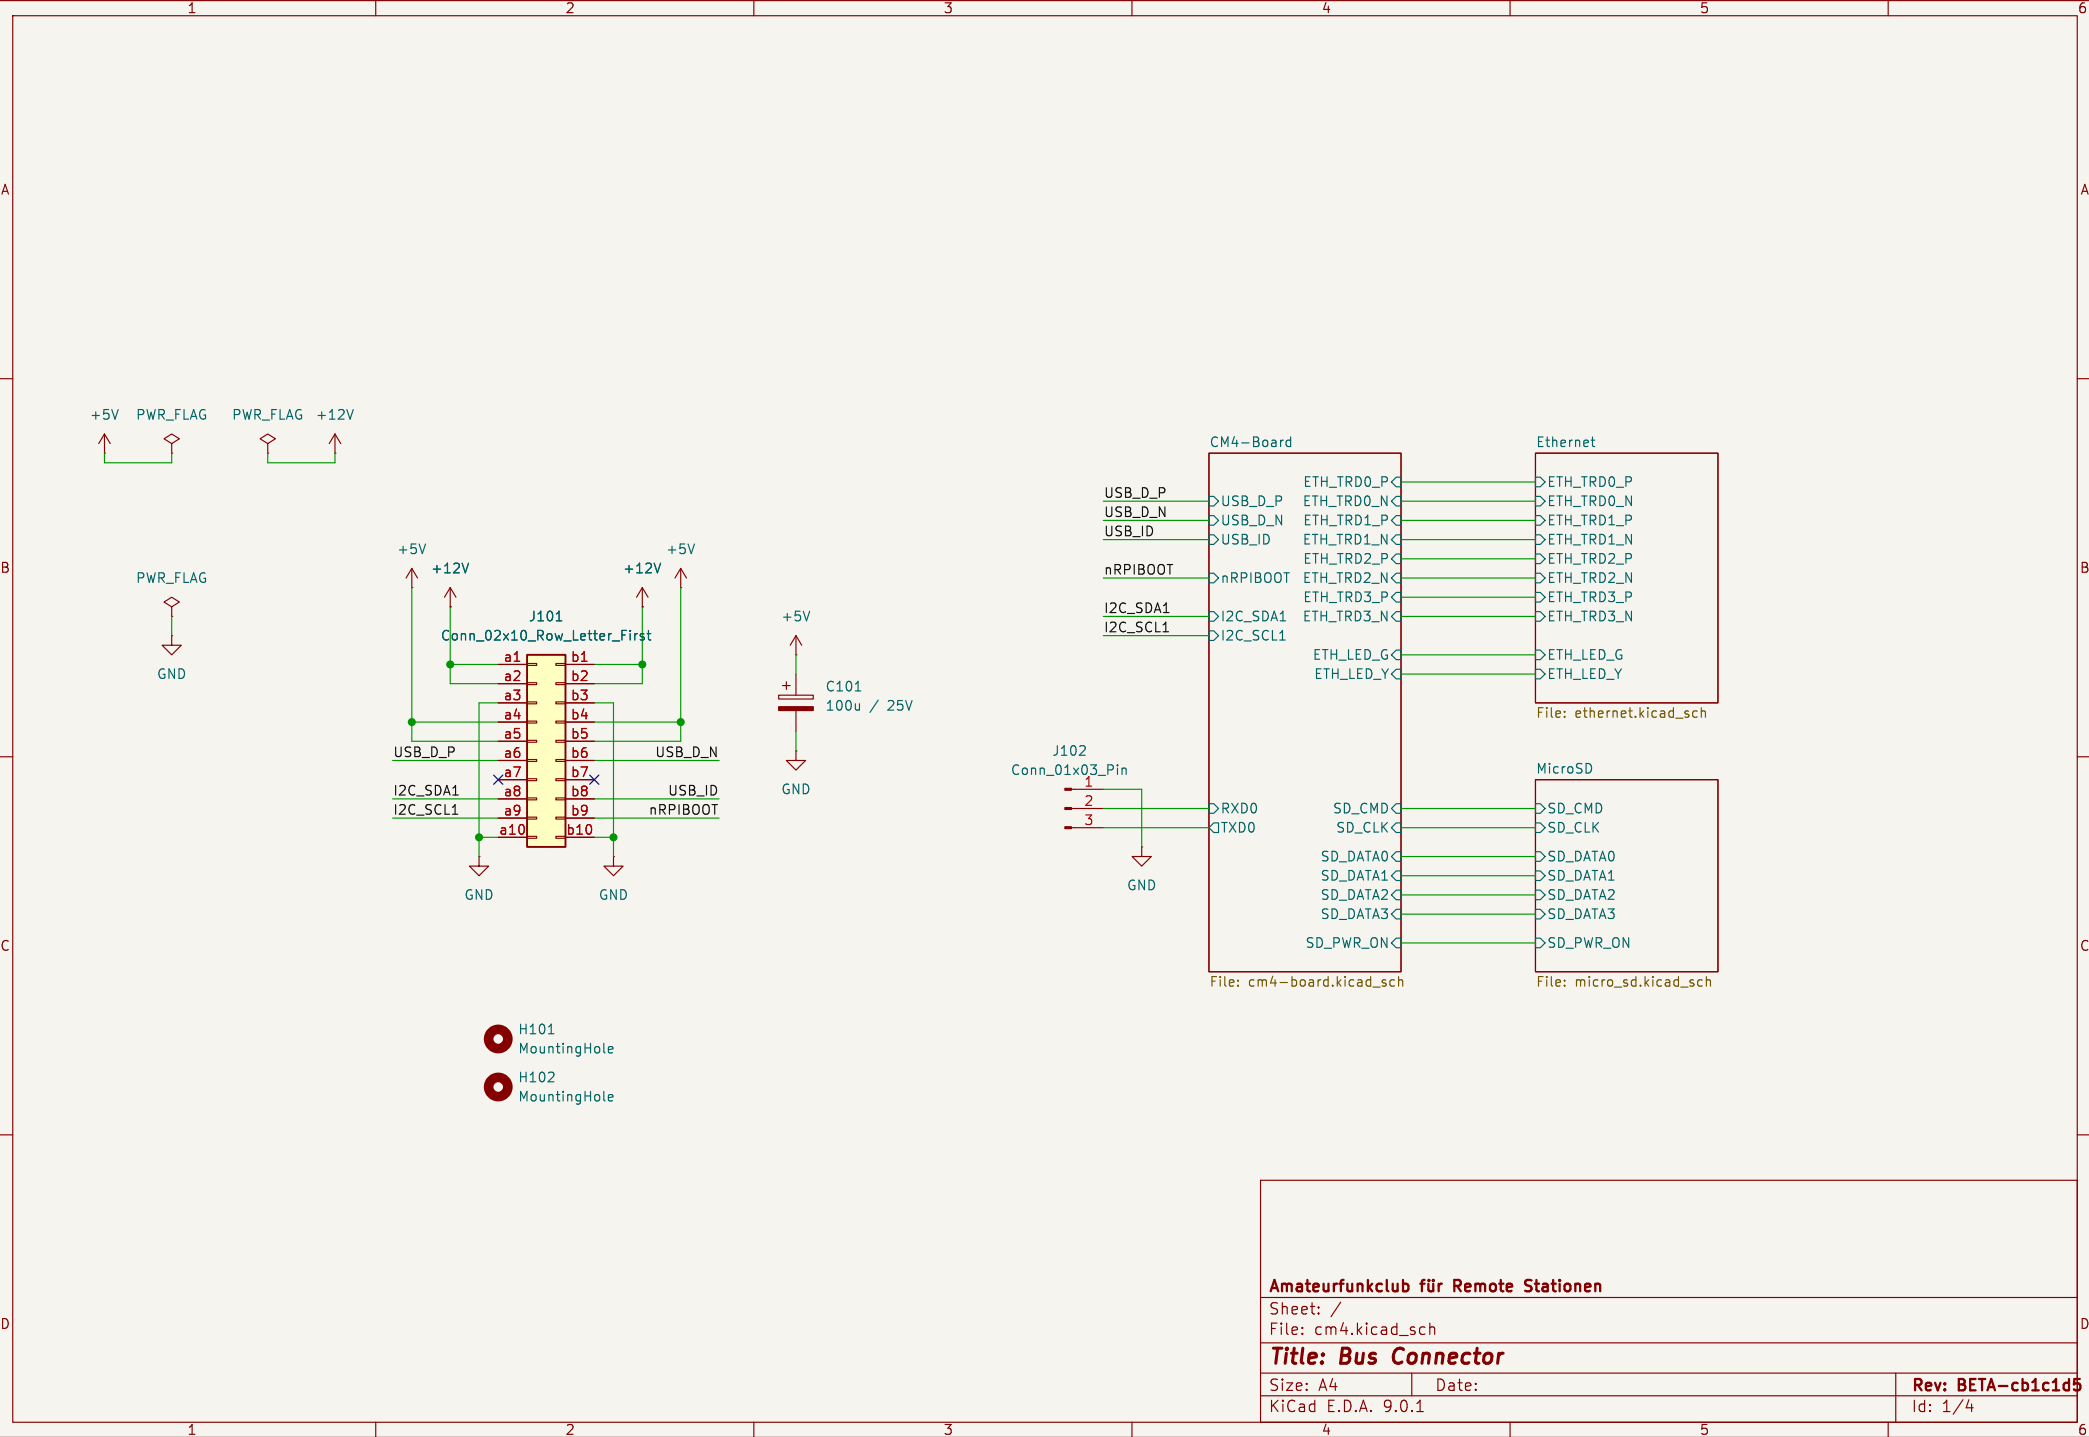 1 2 3 4 5 6
A A
B B
C C
D D
+5V PWR_FLAG PWR_FLAG +12V
PWR_FLAG
GND
+5V
+12V
+12V
+5V
J101
Conn_02x10_Row_Letter_First
a1 b1
a2 b2
a3 b3
a4 b4
a5 b5
USB_D_P a6 b6 USB_D_N
a7 b7
I2C_SDA1 a8 b8 USB_ID
I2C_SCL1 a9 b9 nRPIBOOT
a10 b10
GND GND
+5V
+
C101
100u / 25V
GND
H101
MountingHole
H102
MountingHole
J102
Conn_01x03_Pin
1
2
3
GND
CM4-Board
USB_D_P
USB_D_N
USB_ID
nRPIBOOT
I2C_SDA1
I2C_SCL1
USB_D_P
USB_D_N
USB_ID
nRPIBOOT
I2C_SDA1
I2C_SCL1
RXD0
TXD0
ETH_TRD0_P
ETH_TRD0_N
ETH_TRD1_P
ETH_TRD1_N
ETH_TRD2_P
ETH_TRD2_N
ETH_TRD3_P
ETH_TRD3_N
ETH_LED_G
ETH_LED_Y
SD_CMD
SD_CLK
SD_DATA0
SD_DATA1
SD_DATA2
SD_DATA3
SD_PWR_ON
File: cm4-board.kicad_sch
Ethernet
ETH_TRD0_P
ETH_TRD0_N
ETH_TRD1_P
ETH_TRD1_N
ETH_TRD2_P
ETH_TRD2_N
ETH_TRD3_P
ETH_TRD3_N
ETH_LED_G
ETH_LED_Y
File: ethernet.kicad_sch
MicroSD
SD_CMD
SD_CLK
SD_DATA0
SD_DATA1
SD_DATA2
SD_DATA3
SD_PWR_ON
File: micro_sd.kicad_sch
Amateurfunkclub für Remote Stationen
Sheet: /
File: cm4.kicad_sch
Title: Bus Connector
Size: A4 Date: Rev: BETA-cb1c1d5
KiCad E.D.A. 9.0.1 Id: 1/4
1 2 3 4 5 6